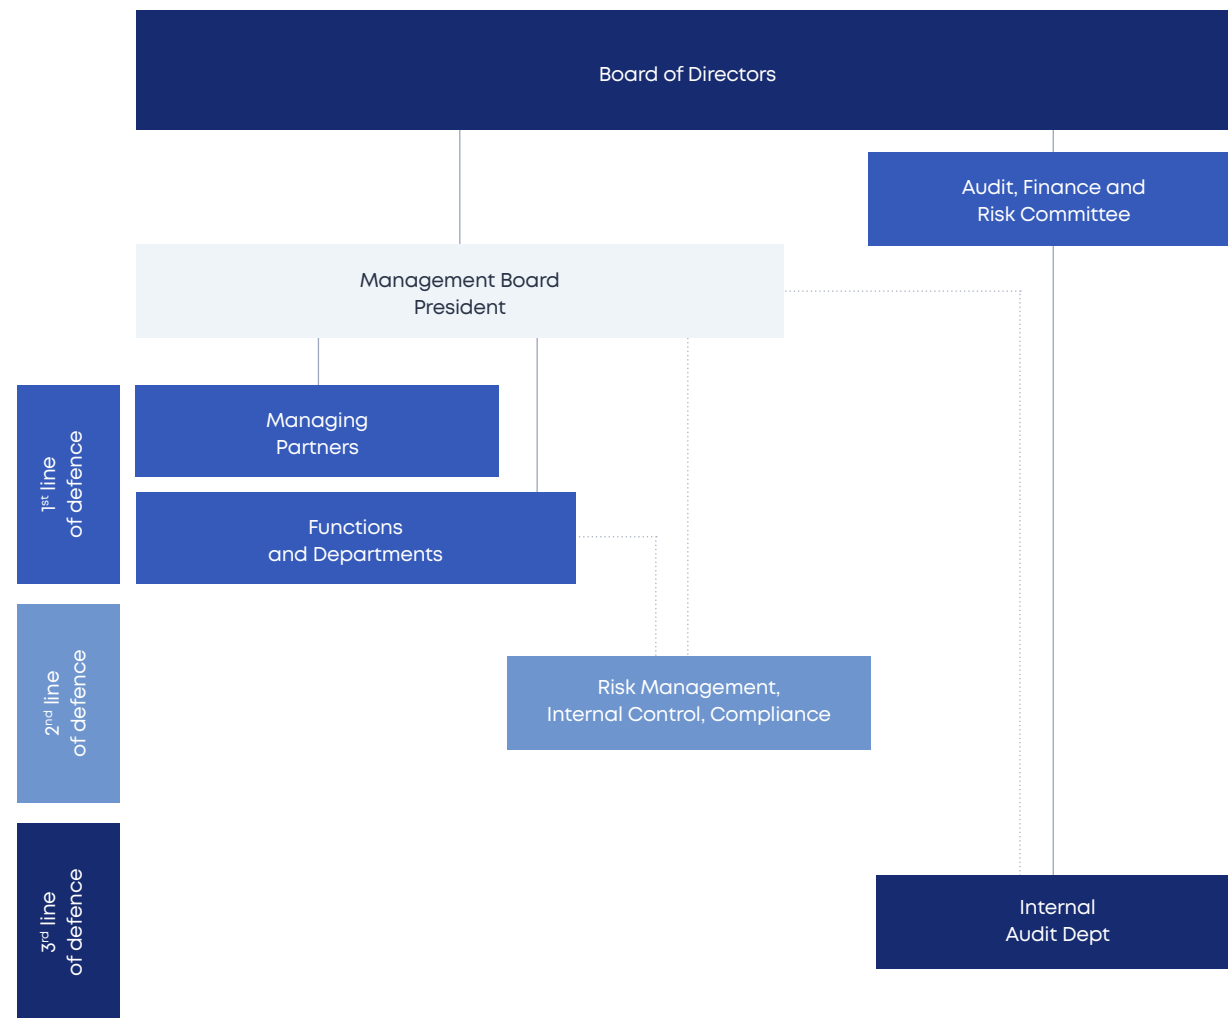 Board of Directors
Audit, Finance and
Risk Committee
Management Board
President
1st line
of defence
Managing
Partners
Functions
and Departments
2nd line
of defence
Risk Management,
Internal Control, Compliance
3rd line
of defence
Internal
Audit Dept